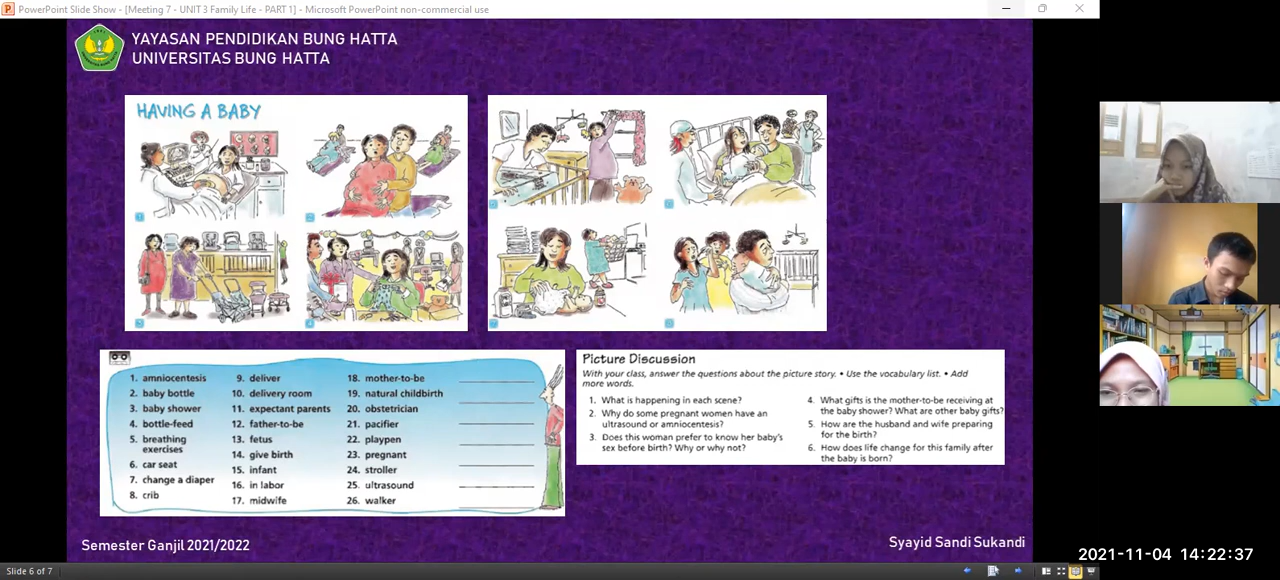 PowerPoint Slide Show - [Meeting 7 - UNIT 3 Family Life - PART 1] - Microsoft PowerPoint non-commercial use
YAYASAN PENDIDIKAN BUNG HATTA
UNIVERSITAS BUNG HATTA
HAVING A BABY
1. amniocentesis
2. baby bottle
3. baby shower
4. bottle-feed
5. breathing
exercises
6. car seat
7. change a diaper
8. crib
9. deliver
10. delivery room
11. expectant parents
12. father-to-be
13. fetus
14. give birth
15. infant
16. in labor
17. midwife
18. mother-to-be
19. natural childbirth
20. obstetrician
21. pacifier
22. playpen
23. pregnant
24. stroller
25. ultrasound
26. walker
Picture Discussion
With your class, answer the questions about the picture story. • Use the vocabulary list. • Add
more words.
1. What is happening in each scene?
2. Why do some pregnant women have an
ultrasound or amniocentesis?
3. Does this woman prefer to know her baby's
sex before birth? Why or why not?
4. What gifts is the mother-to-be receiving at
the baby shower? What are other baby gifts?
5. How are the husband and wife preparing
for the birth?
6. How does life change for this family after
the baby is born?
Semester Ganjil 2021/2022
Syayid Sandi Sukandi
2021-11-04 14:22:37
Slide 6 of 7